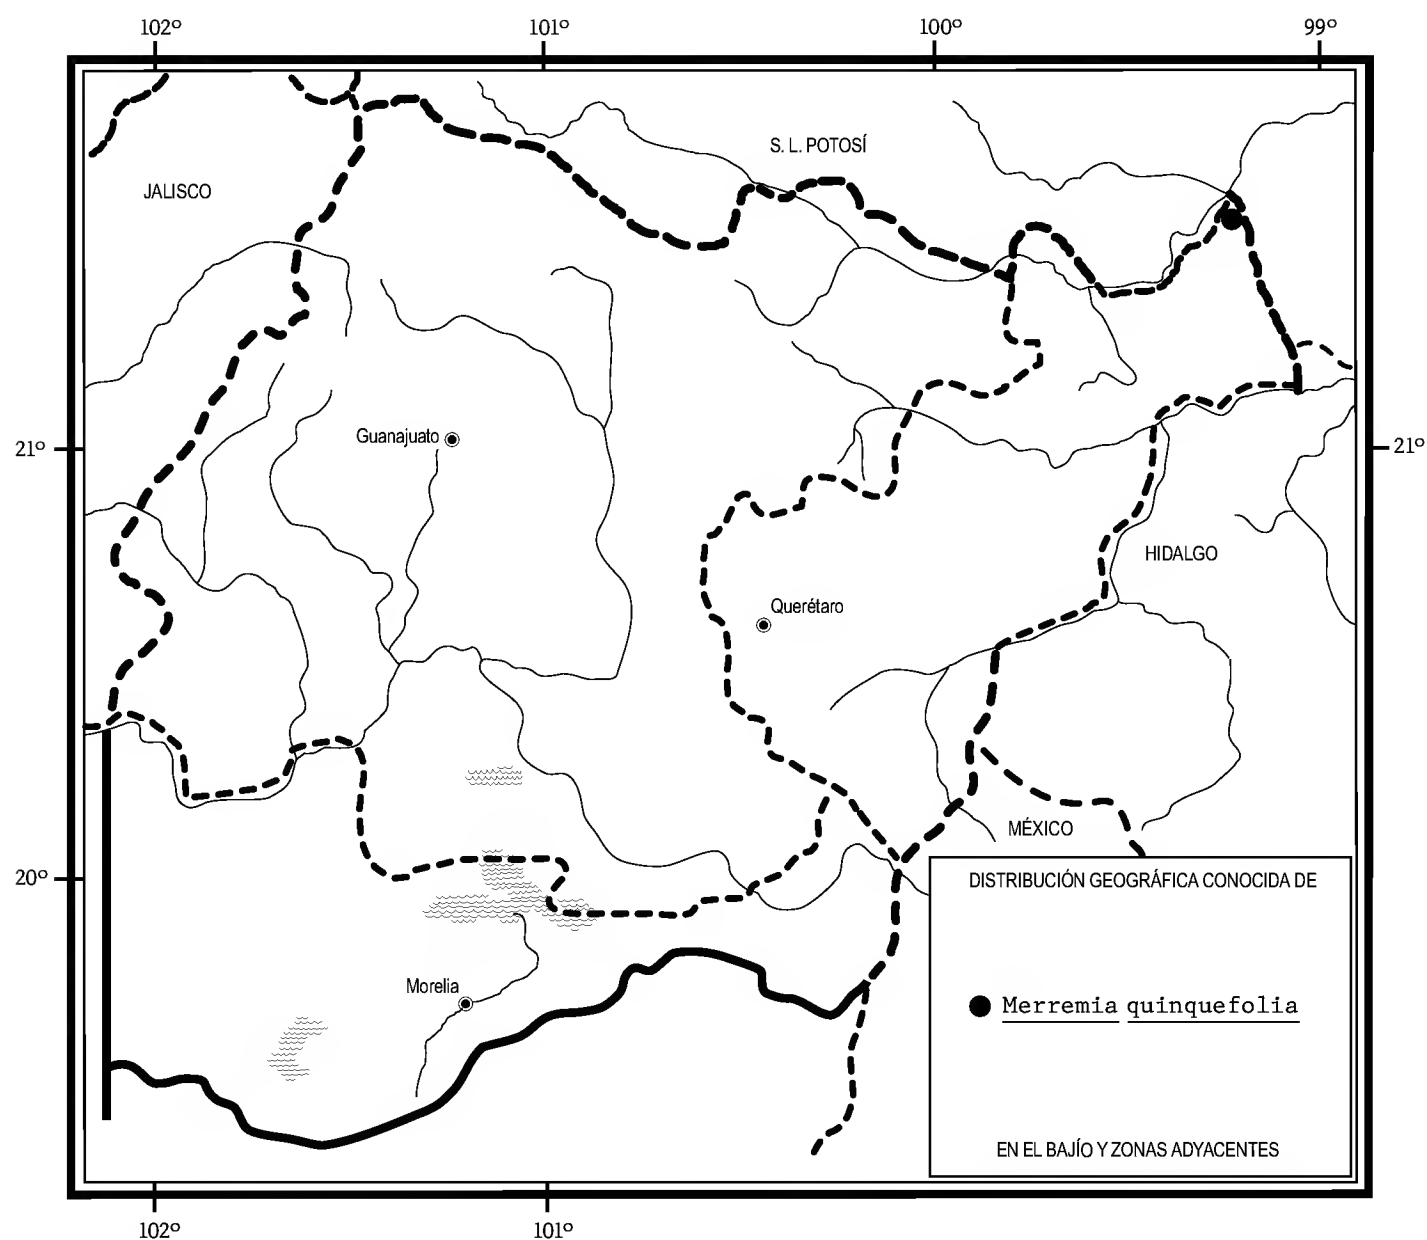 102º 101º 100º 99º
S. L. POTOSÍ
JALISCO
Guanajuato
21º 21º
HIDALGO
Querétaro
MÉXICO
20º
DISTRIBUCIÓN GEOGRÁFICA CONOCIDA DE
Morelia
Merremia quinquefolia
EN EL BAJÍO Y ZONAS ADYACENTES
102º 101º